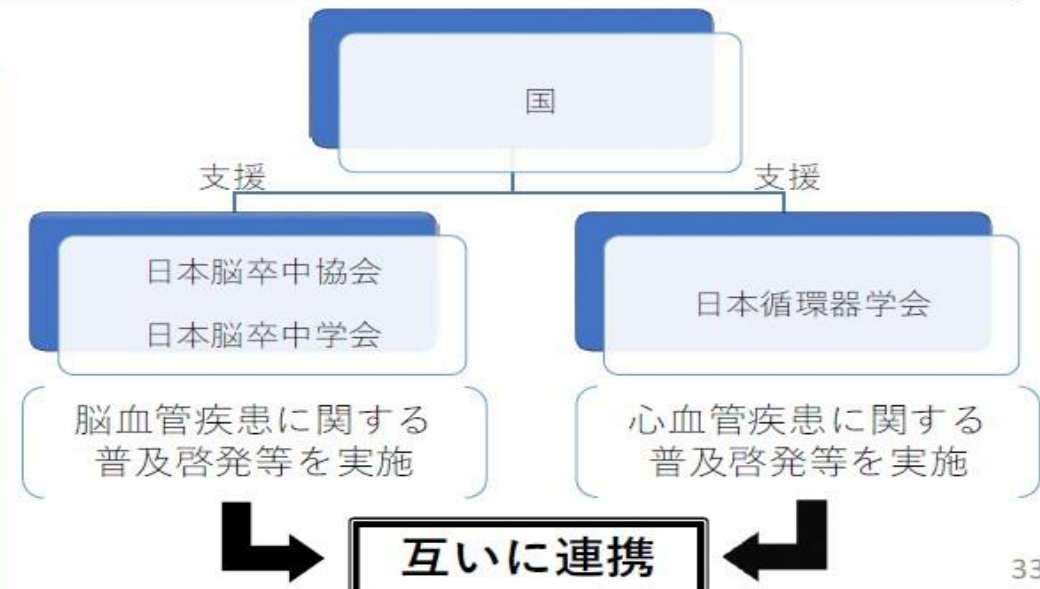 国
支援
支援
日本脳卒中協会
日本脳卒中学会
日本循環器学会
脳血管疾患に関する
普及啓発等を実施
心血管疾患に関する
普及啓発等を実施
互いに連携
33